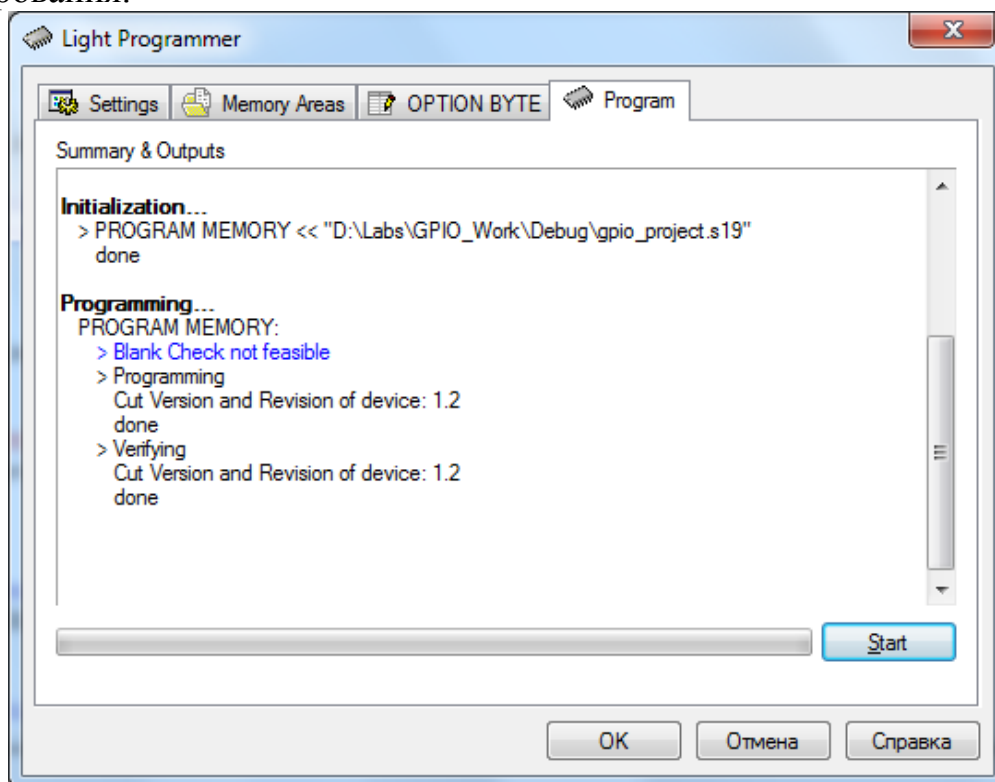 Light Programmer
Settings Memory Areas OPTION BYTE Program
Summary & Outputs
Initialization...
> PROGRAM MEMORY << "D:\Labs\GPIO_Work\Debug\gpio_project.s19"
done
Programming...
PROGRAM MEMORY:
> Blank Check not feasible
> Programming
Cut Version and Revision of device: 1.2
done
> Verifying
Cut Version and Revision of device: 1.2
done
Start
OK Отмена Справка